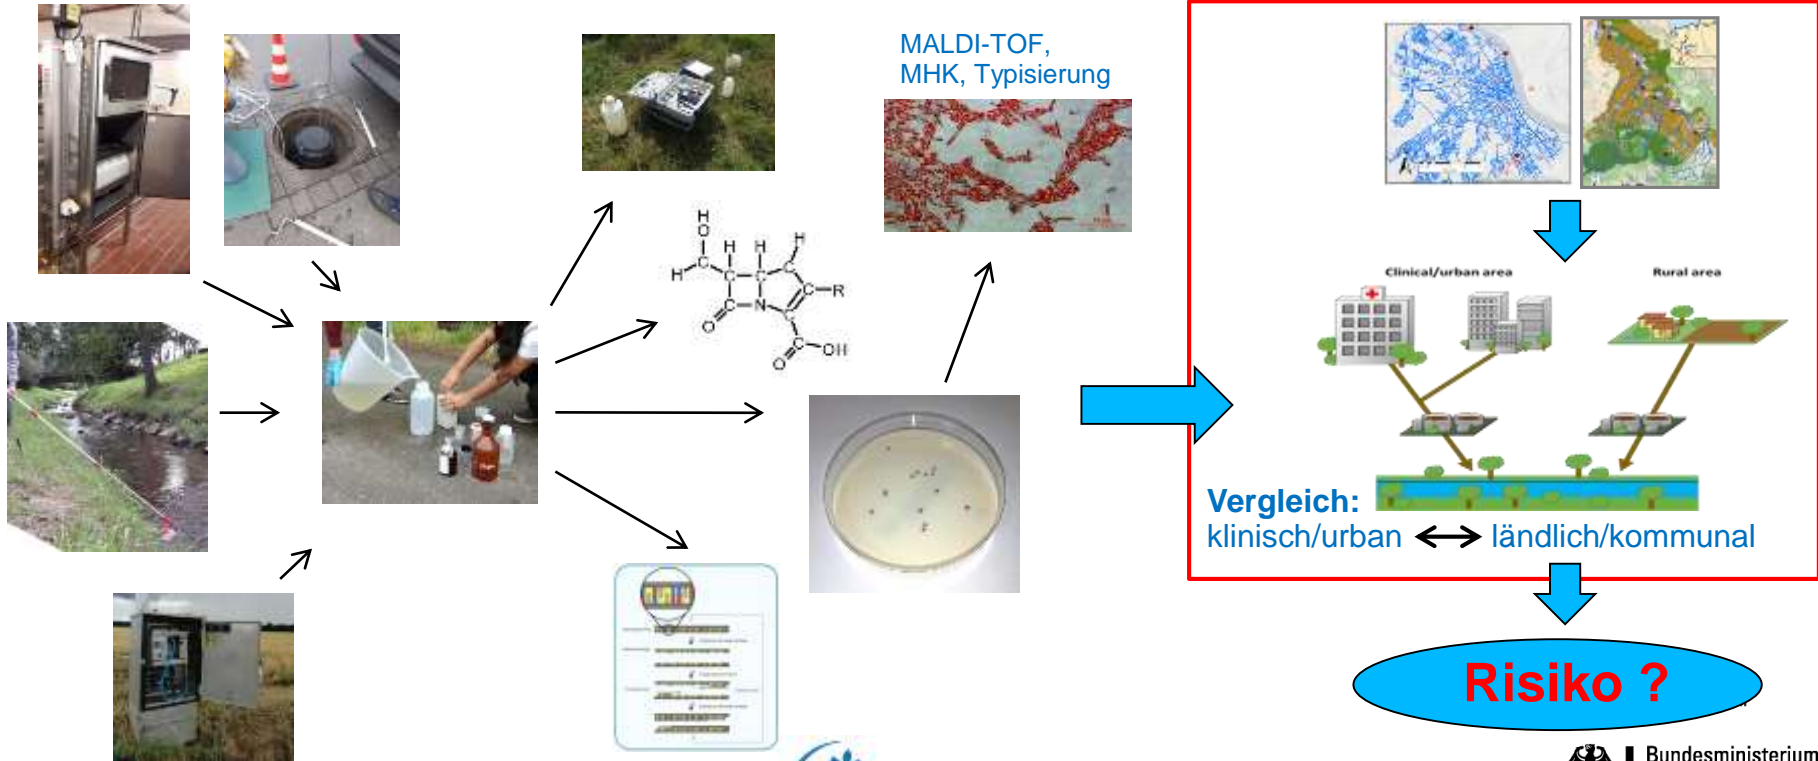 MALDI-TOF,
MHK, Typisierung
H
O
H
H
H
H
C
C
C
C
C
R
C
N
C
O
C
O
OH
Clinical/urban area
Rural area
Vergleich:
klinisch/urban
ländlich/kommunal
Risiko ?
Bundesministerium